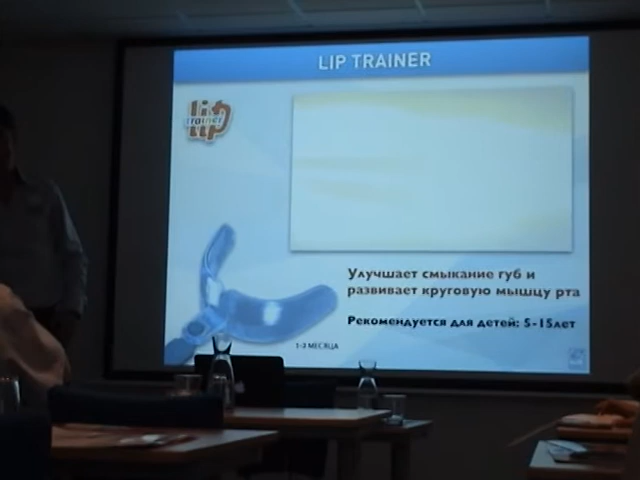 LIP TRAINER
Lip
trainer
Улучшает смыкание губ и
развивает круговую мышцу рта
Рекомендуется для детей: 5-15лет
1-3 МЕСЯЦА